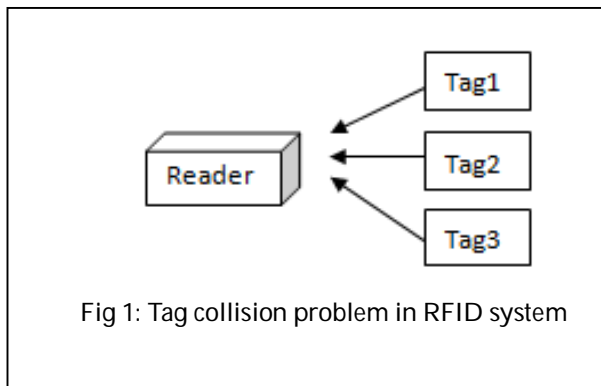 Tag1
Reader
Tag2
Tag3
Fig 1: Tag collision problem in RFID system